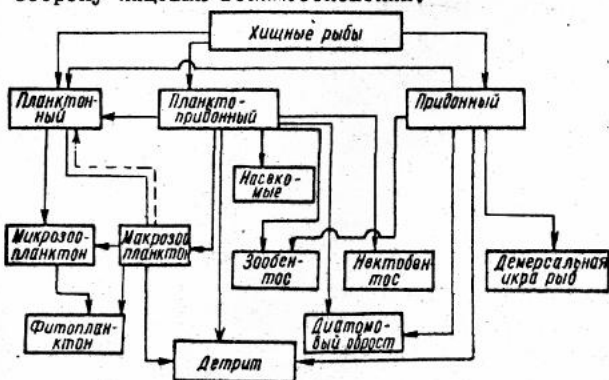 Хищные рыбы
Планктон-
ный
Планкто-
придонный
Придонный
Насеко-
мые
Микрозоо-
планктон
Макрозоо
планктон
Зообен-
тос
Нектобен-
тос
Демерсальная
икра рыб
Фитоплан-
ктон
Диатомо-
вый оброст
Детрит